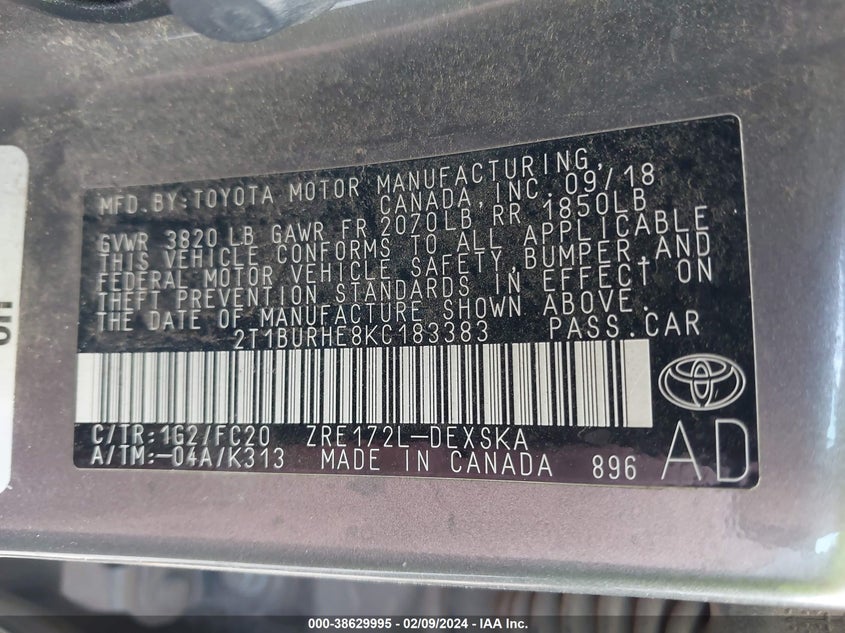 MFD.BY:TOYOTA MOTOR MANUFACTURING,
CANADA,INC.09/18
GVWR 3820 LB GAWR FR 2070LB RR 1850LB
THIS VEHICLE CONFORMS TO ALL APPLICABLE
FEDERAL MOTOR VEHICLE SAFETY,BUMPER,AND
THEFT PREVENTION STANDARDS IN EFFECT ON
THE DATE OF MANUFACTURE SHOWN ABOVE.
2T1BURHE8KC183383 PASS.CAR
C/TR:1G2/FC20 ZRE172L-DEXSKA
A/TM:-04A/K313 MADE IN CANADA 896
AD
000-38629995 - 02/09/2024 - IAA Inc.